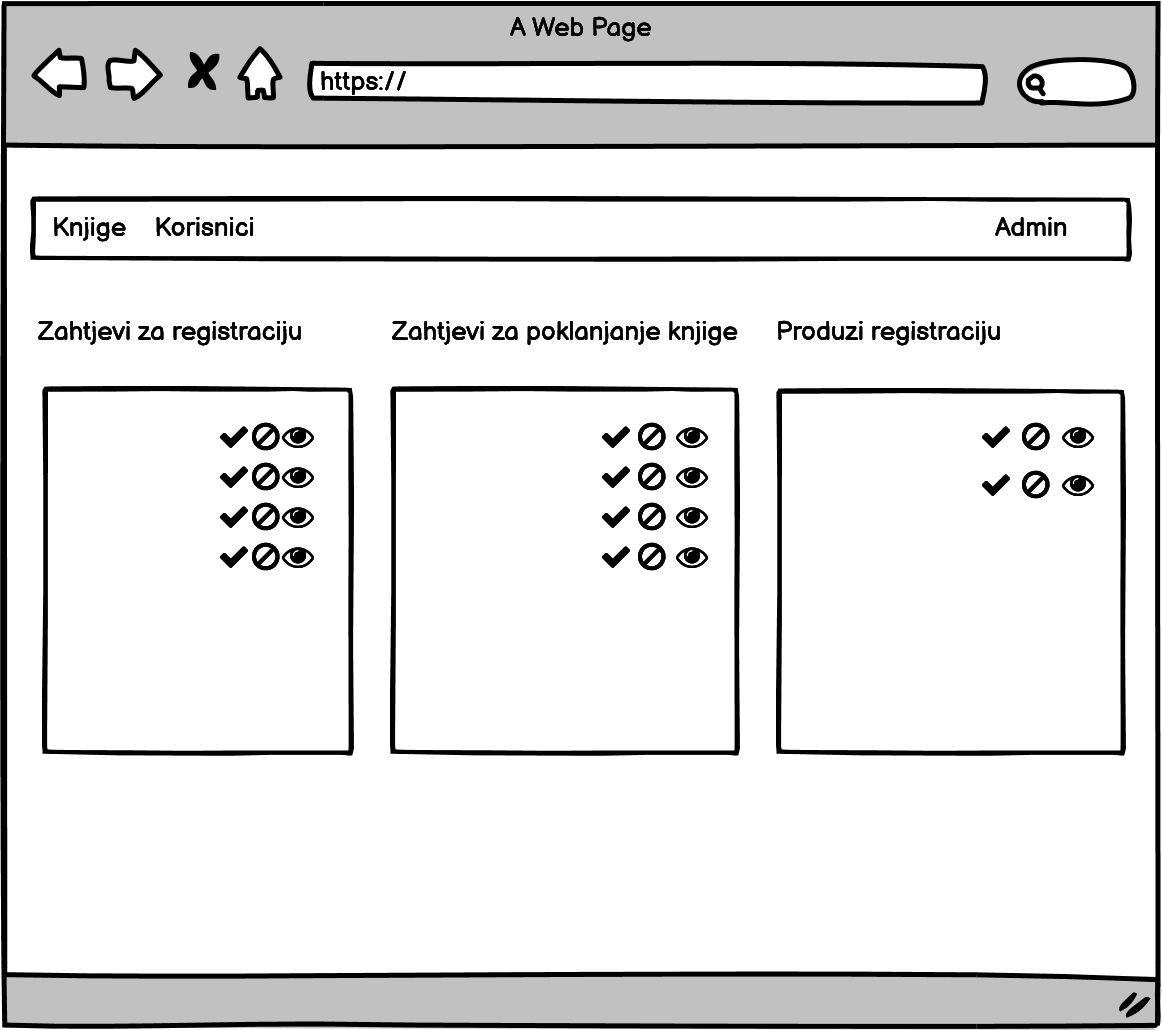 A Web Page
https://
Knjige Korisnici Admin
Zahtjevi za registraciju Zahtjevi za poklanjanje knjige Produzi registraciju